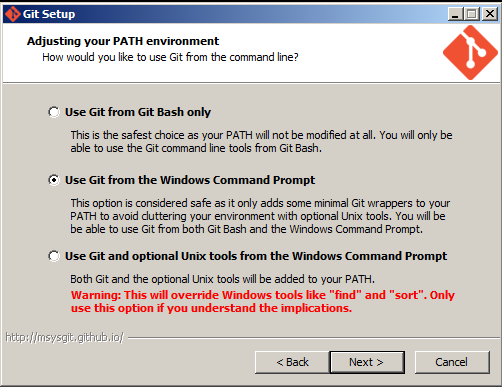 Git Setup
Adjusting your PATH environment
How would you like to use Git from the command line?
Use Git from Git Bash only
This is the safest choice as your PATH will not be modified at all. You will only be
able to use the Git command line tools from Git Bash.
Use Git from the Windows Command Prompt
This option is considered safe as it only adds some minimal Git wrappers to your
PATH to avoid cluttering your environment with optional Unix tools. You will be
be able to use Git from both Git Bash and the Windows Command Prompt.
Use Git and optional Unix tools from the Windows Command Prompt
Both Git and the optional Unix tools will be added to your PATH.
Warning: This will override Windows tools like "find" and "sort". Only
use this option if you understand the implications.
http://msysgit.github.io/
< Back Next > Cancel